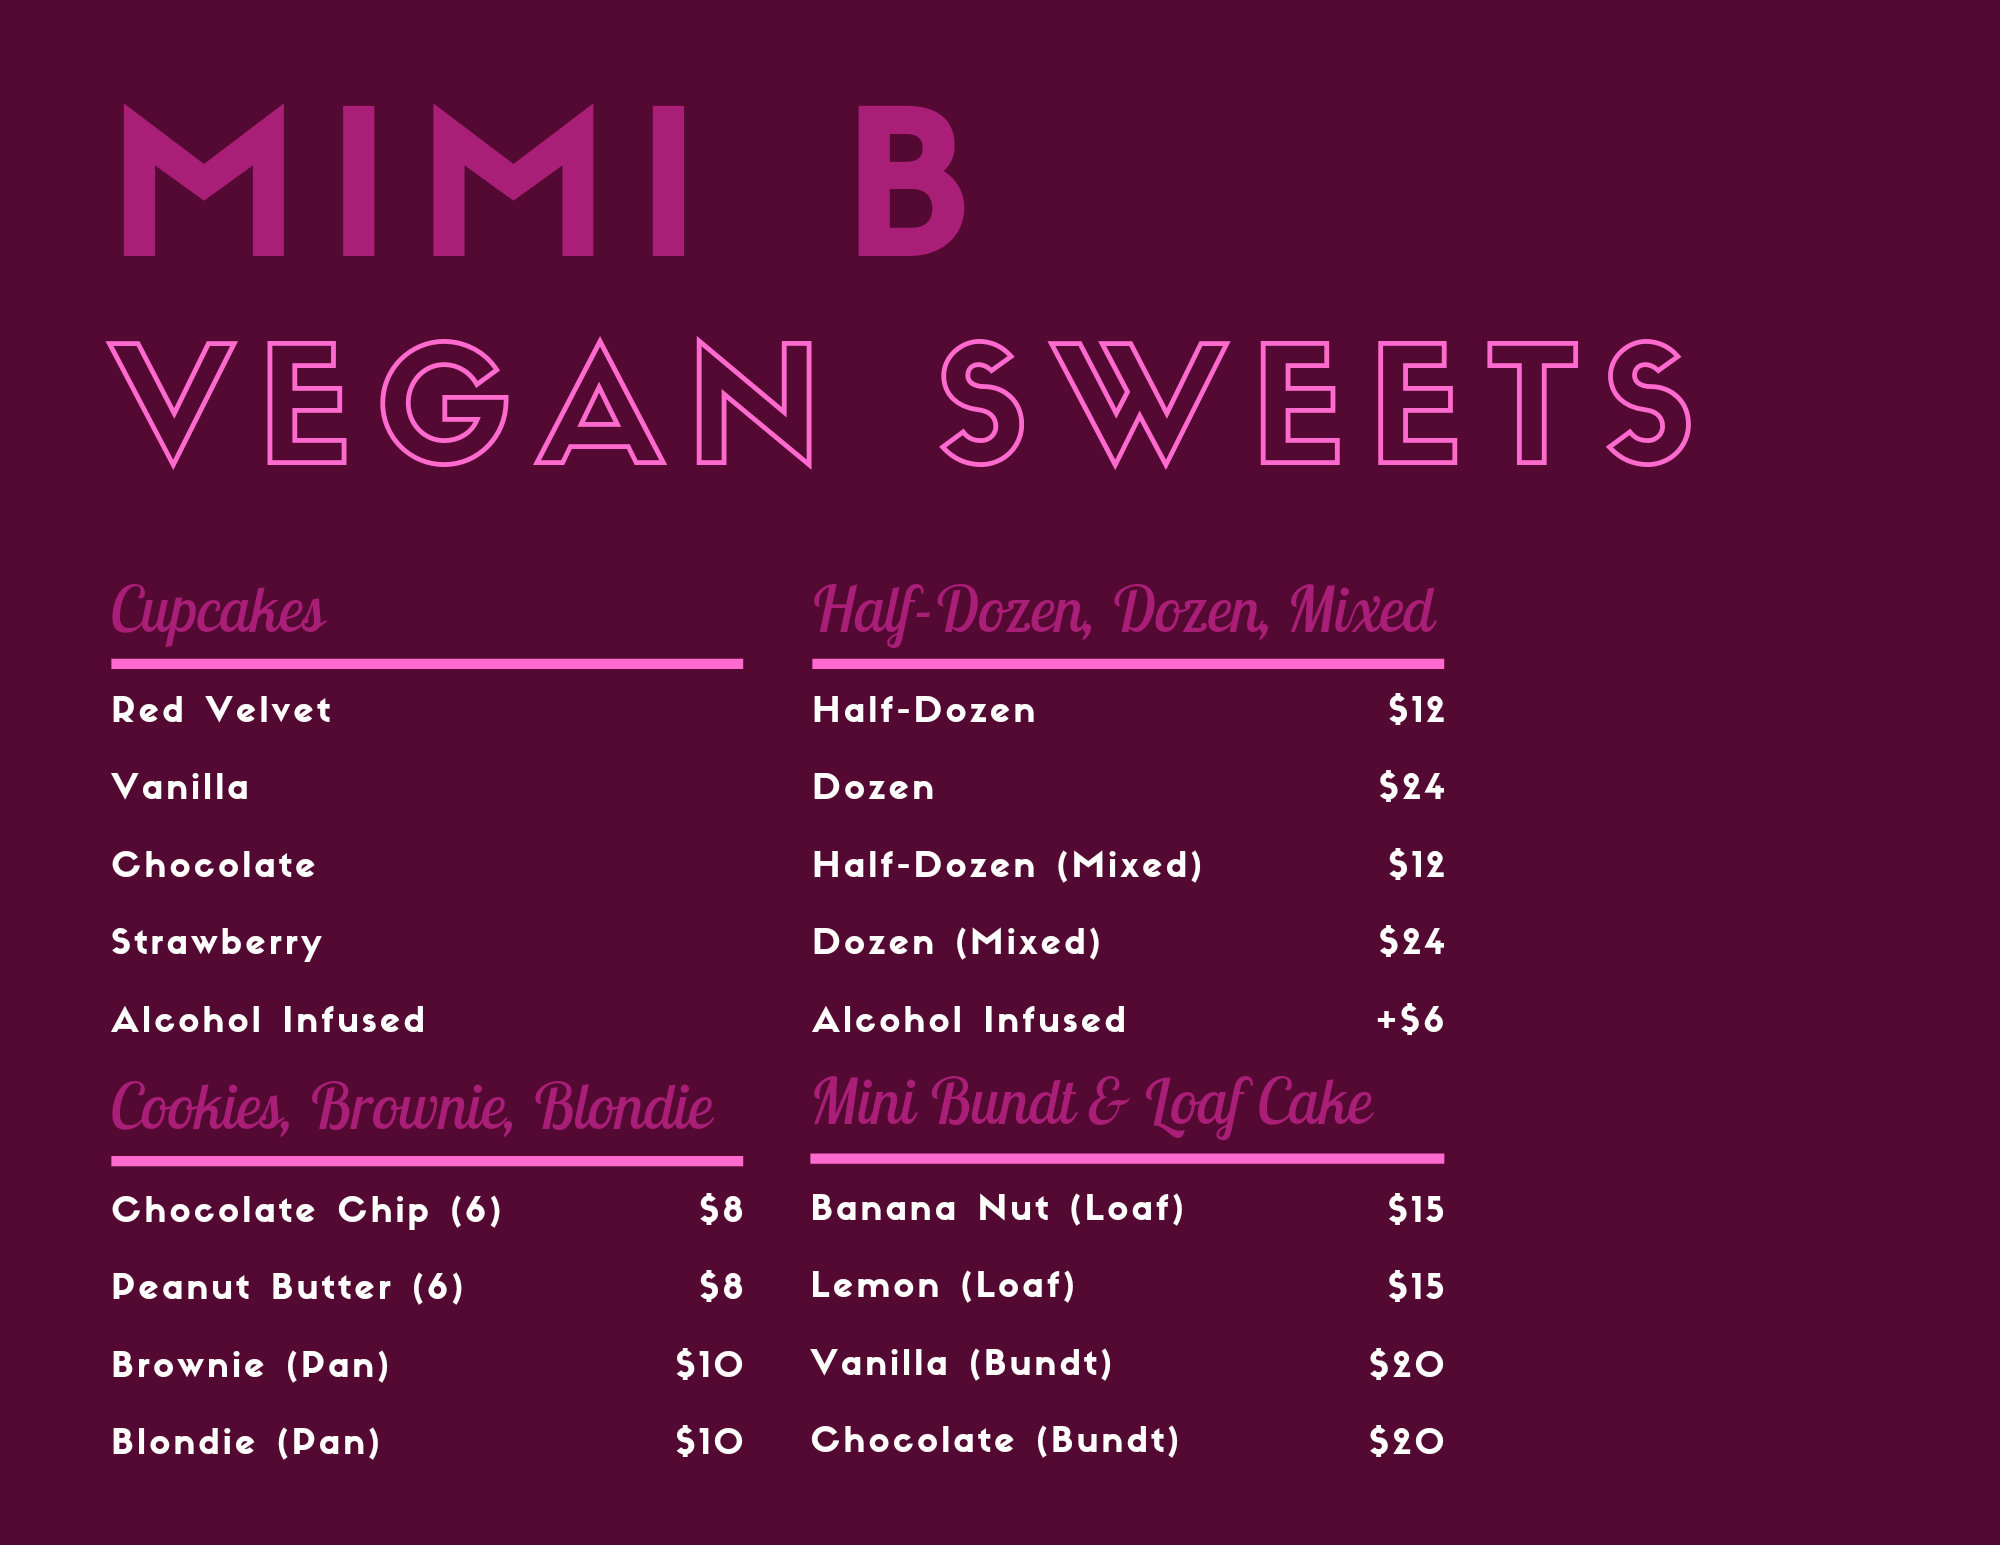 MIMI B
VEGAN SWEETS
Cupcakes
Red Velvet
Vanilla
Chocolate
Strawberry
Alcohol Infused
Half-Dozen, Dozen, Mixed
Half-Dozen $12
Dozen $24
Half-Dozen (Mixed) $12
Dozen (Mixed) $24
Alcohol Infused +$6
Cookies, Brownie, Blondie
Chocolate Chip (6) $8
Peanut Butter (6) $8
Brownie (Pan) $10
Blondie (Pan) $10
Mini Bundt & Loaf Cake
Banana Nut (Loaf) $15
Lemon (Loaf) $15
Vanilla (Bundt) $20
Chocolate (Bundt) $20